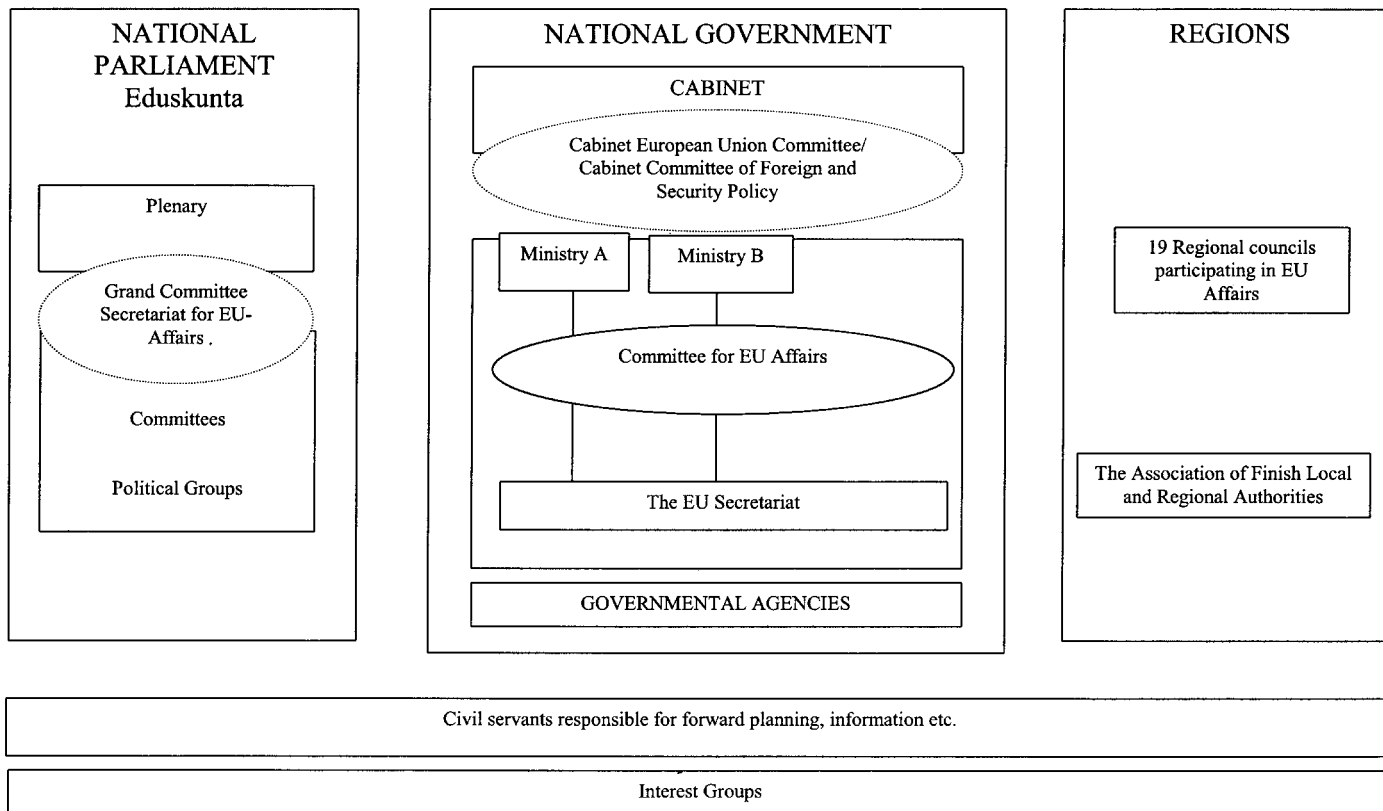 NATIONAL
PARLIAMENT
Eduskunta
Plenary
Grand Committee
Secretariat for EU-
Affairs .
Committees
Political Groups
NATIONAL GOVERNMENT
CABINET
Cabinet European Union Committee/
Cabinet Committee of Foreign and
Security Policy
Ministry A
Ministry B
Committee for EU Affairs
The EU Secretariat
GOVERNMENTAL AGENCIES
REGIONS
19 Regional councils
participating in EU
Affairs
The Association of Finish Local
and Regional Authorities
Civil servants responsible for forward planning, information etc.
Interest Groups